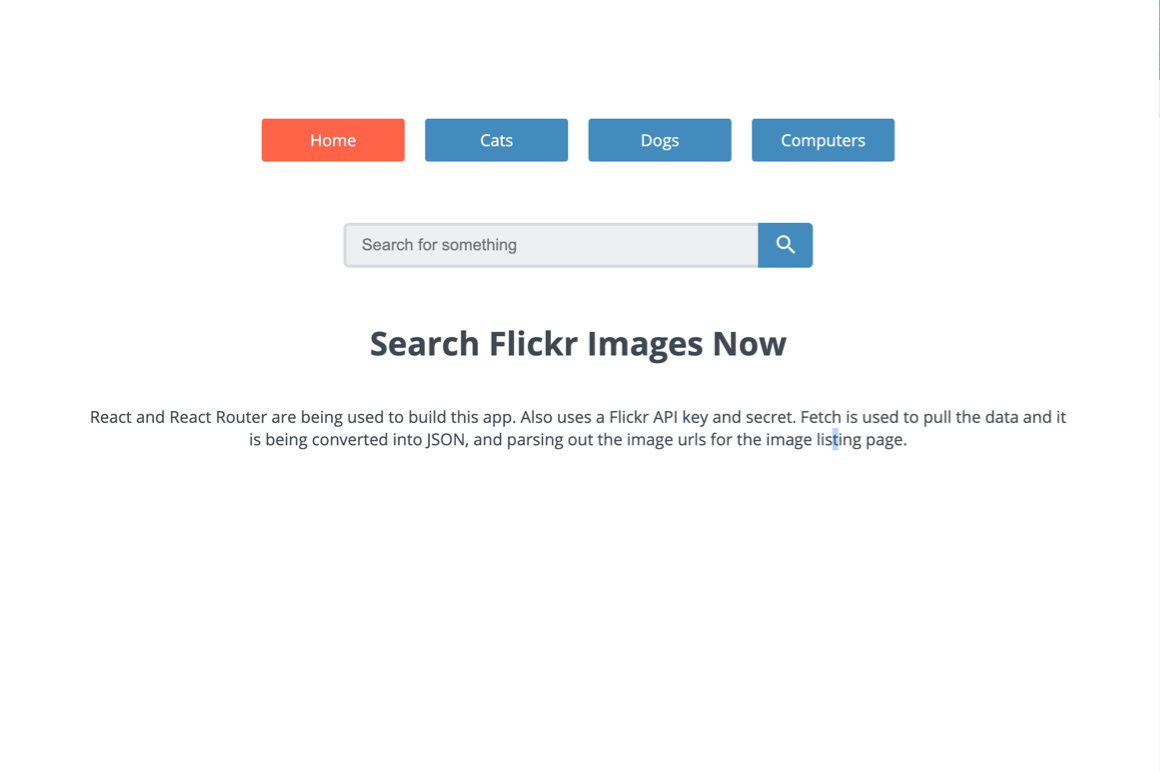 Home
Cats
Dogs
Computers
Search for something
Search Flickr Images Now
React and React Router are being used to build this app. Also uses a Flickr API key and secret. Fetch is used to pull the data and it
is being converted into JSON, and parsing out the image urls for the image listing page.